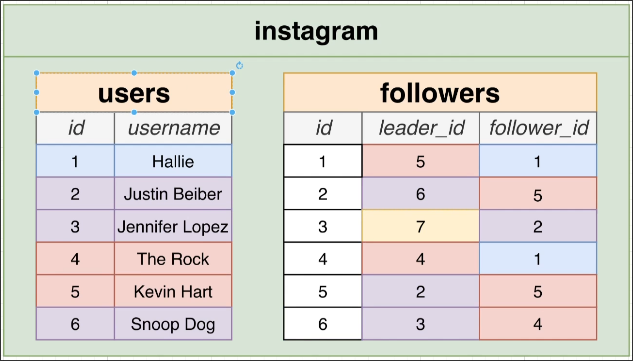 instagram
users
id username
1 Hallie
2 Justin Beiber
3 Jennifer Lopez
4 The Rock
5 Kevin Hart
6 Snoop Dog
followers
id leader_id follower_id
1 5 1
2 6 5
3 7 2
4 4 1
5 2 5
6 3 4